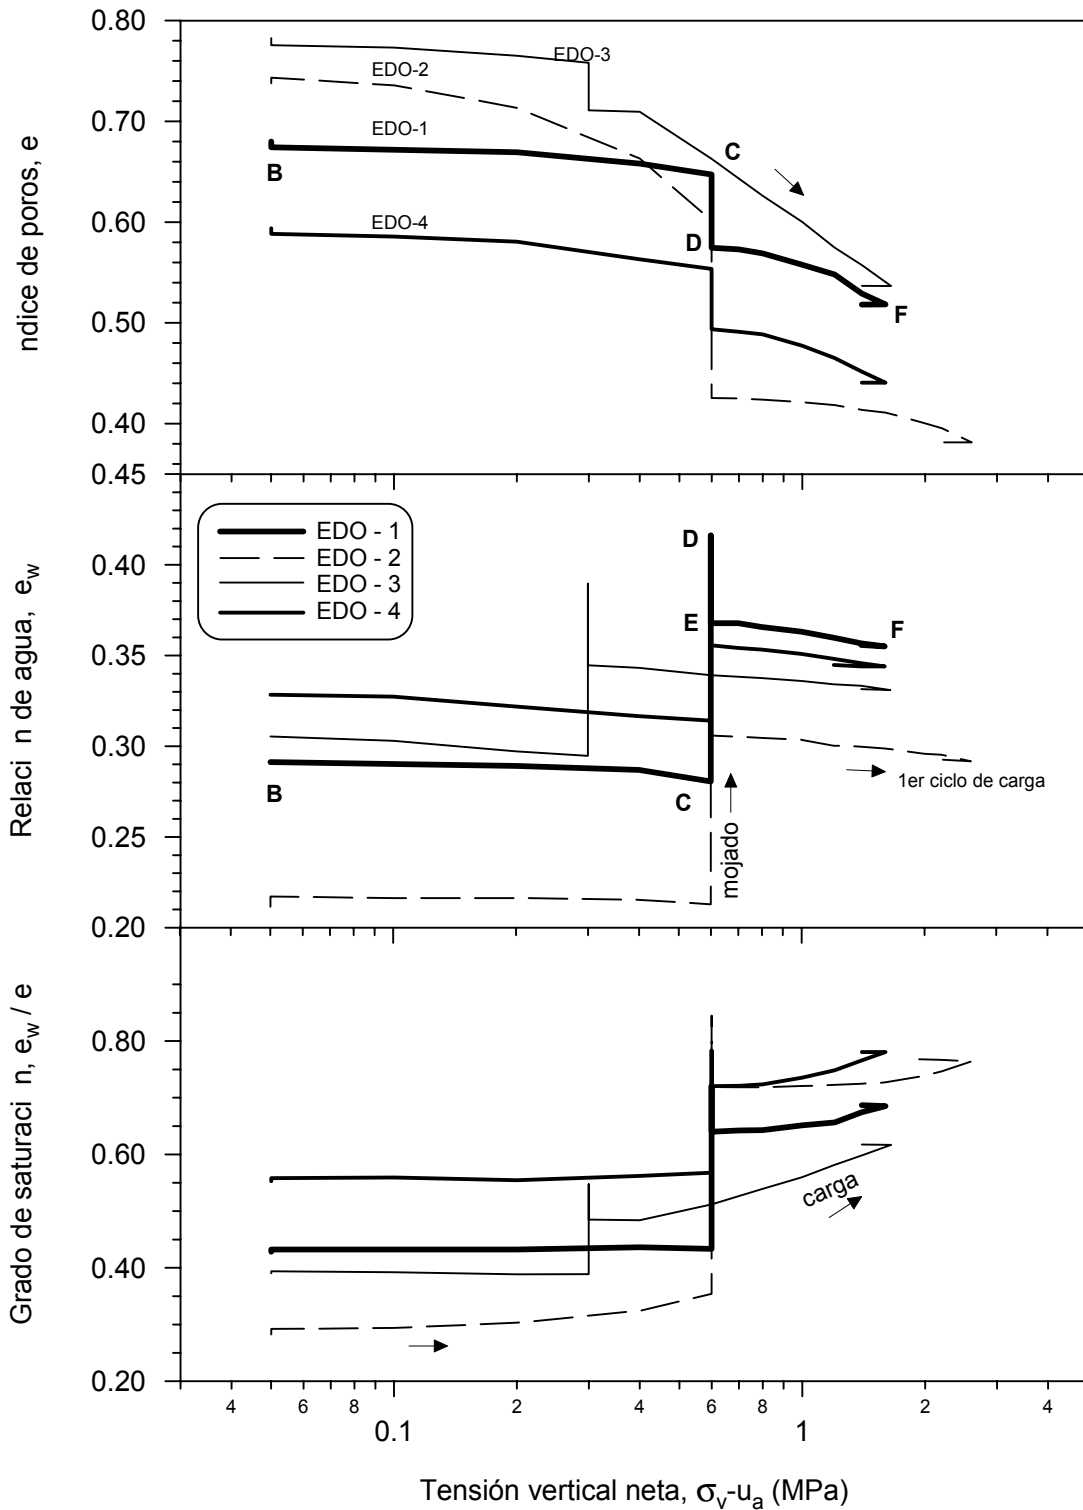 0.80
0.70
0.60
0.50
0.40
ndice de poros, e
EDO-3
EDO-2
EDO-1
B
C
EDO-4
D
F
0.45
0.40
0.35
0.30
0.25
0.20
Relaci n de agua, e_w
EDO - 1
EDO - 2
EDO - 3
EDO - 4
D
E
F
B
C
mojado
1er ciclo de carga
0.80
0.60
0.40
0.20
Grado de saturaci n, e_w / e
carga
4 6 8 2 4 6 8 2 4
0.1 1
Tensión vertical neta, σ_v-u_a (MPa)